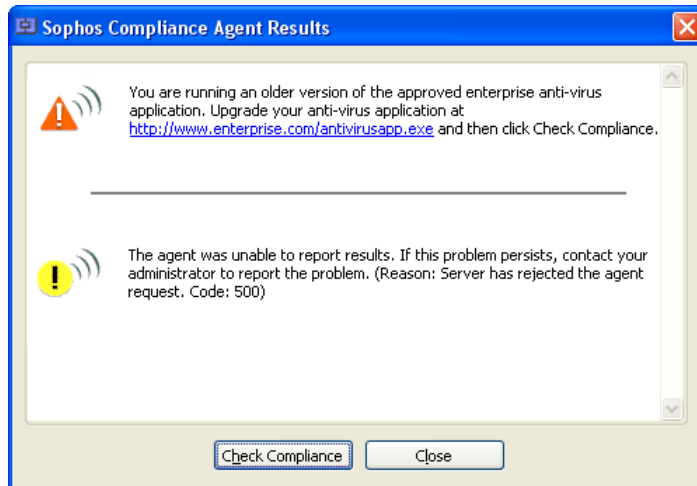 Sophos Compliance Agent Results
You are running an older version of the approved enterprise anti-virus
application. Upgrade your anti-virus application at
http://www.enterprise.com/antivirusapp.exe and then click Check Compliance.
The agent was unable to report results. If this problem persists, contact your
administrator to report the problem. (Reason: Server has rejected the agent
request. Code: 500)
Check Compliance
Close